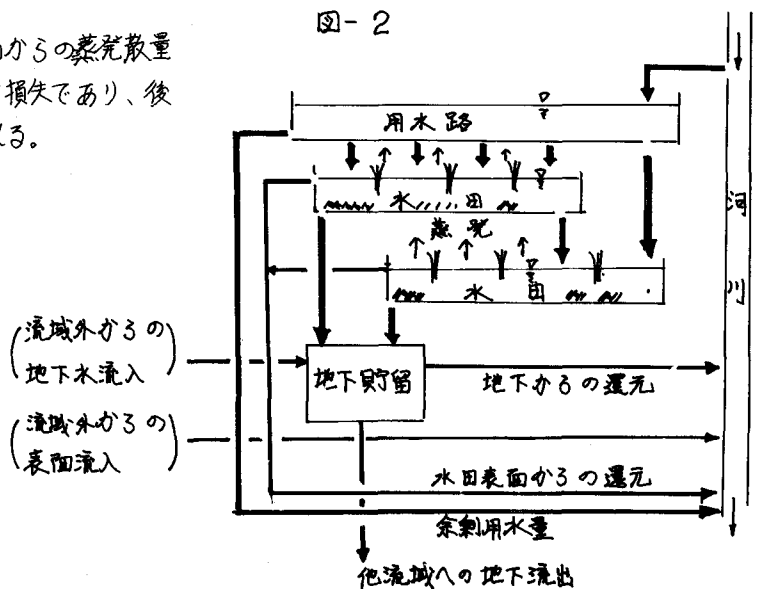 図-2
からの蒸発散量
損失であり、後
る。
用水路
水田
蒸発
水田
河川
(流域外からの
地下水流入)
地下貯留
地下からの還元
(流域外からの
表面流入)
水田表面からの還元
余剰用水量
他流域への地下流出